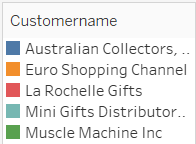 Customername
Australian Collectors, ..
Euro Shopping Channel
La Rochelle Gifts
Mini Gifts Distributor..
Muscle Machine Inc